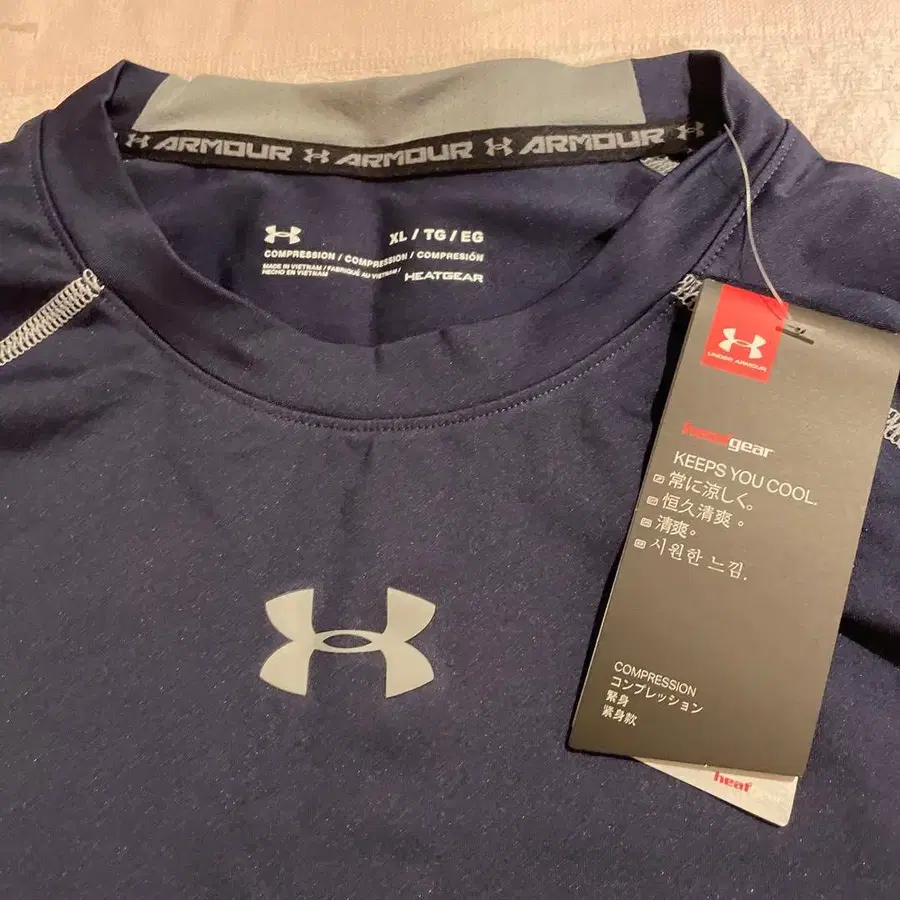 ARMOUR ARMOUR ARMOUR
XL / TG / EG
COMPRESSION / COMPRESSION / COMPRESIÓN
MADE IN VIETNAM / FABRIQUÉ AU VIETNAM /
HECHO EN VIETNAM
HEATGEAR
UNDER ARMOUR
heatgear
KEEPS YOU COOL.
常に涼しく。
恒久清爽。
清爽。
시원한 느낌.
COMPRESSION
コンプレッション
緊身
紧身款
heatgear